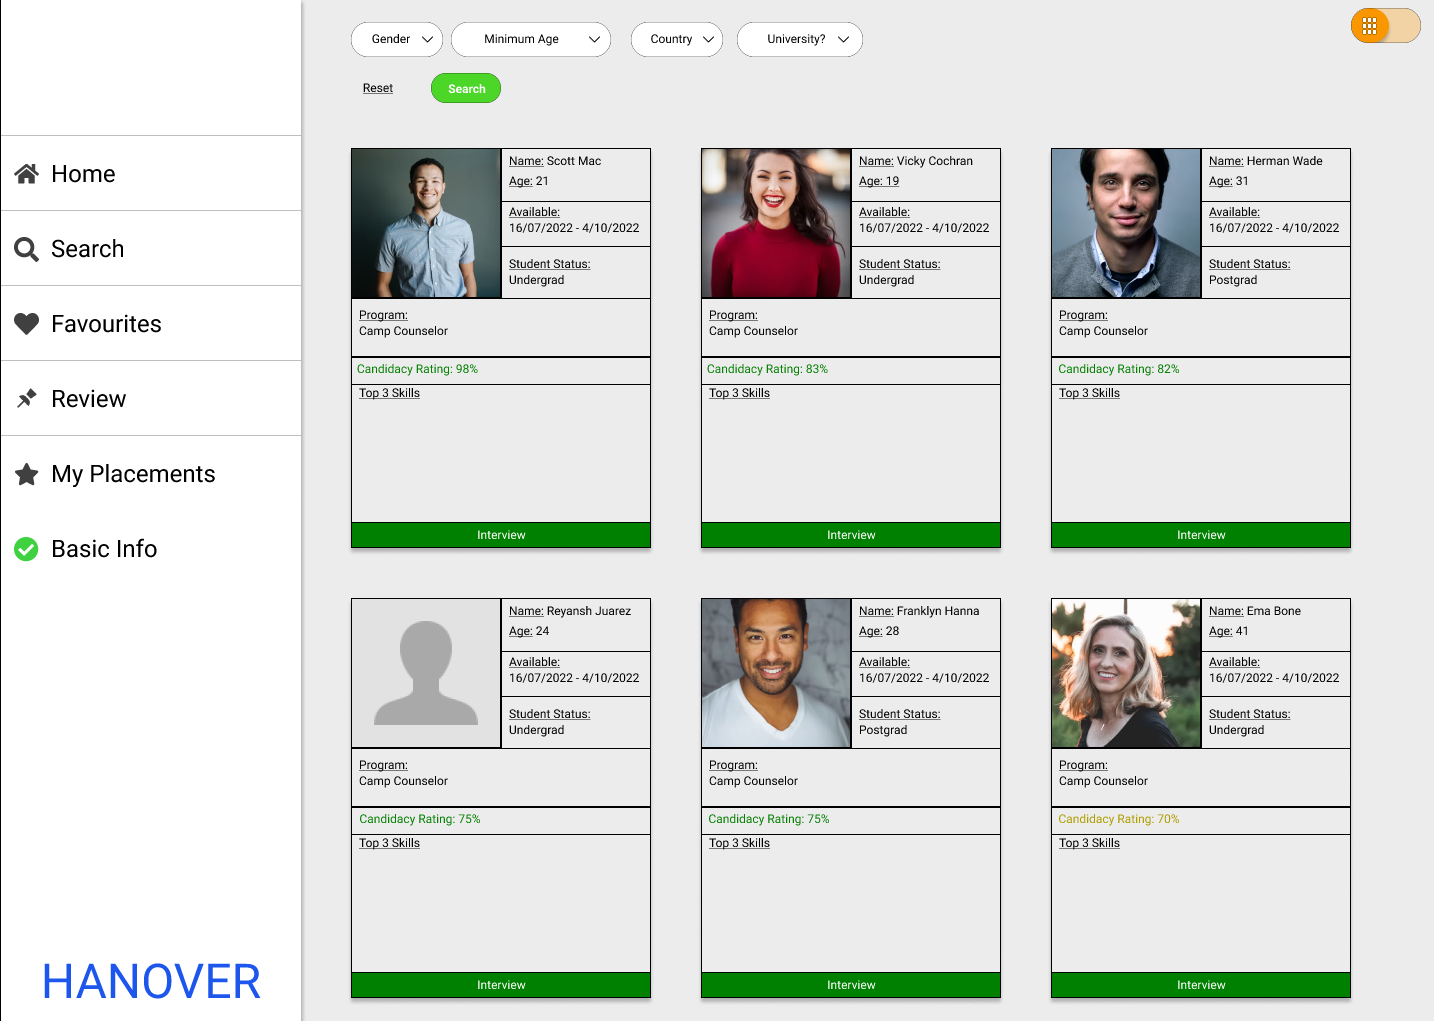 Gender
Minimum Age
Country
University?
Reset
Search
Home
Search
Favourites
Review
My Placements
Basic Info
HANOVER
Name: Scott Mac
Age: 21
Available:
16/07/2022 - 4/10/2022
Student Status:
Undergrad
Program:
Camp Counselor
Candidacy Rating: 98%
Top 3 Skills
Interview
Name: Vicky Cochran
Age: 19
Available:
16/07/2022 - 4/10/2022
Student Status:
Undergrad
Program:
Camp Counselor
Candidacy Rating: 83%
Top 3 Skills
Interview
Name: Herman Wade
Age: 31
Available:
16/07/2022 - 4/10/2022
Student Status:
Postgrad
Program:
Camp Counselor
Candidacy Rating: 82%
Top 3 Skills
Interview
Name: Reyansh Juarez
Age: 24
Available:
16/07/2022 - 4/10/2022
Student Status:
Undergrad
Program:
Camp Counselor
Candidacy Rating: 75%
Top 3 Skills
Interview
Name: Franklyn Hanna
Age: 28
Available:
16/07/2022 - 4/10/2022
Student Status:
Postgrad
Program:
Camp Counselor
Candidacy Rating: 75%
Top 3 Skills
Interview
Name: Ema Bone
Age: 41
Available:
16/07/2022 - 4/10/2022
Student Status:
Undergrad
Program:
Camp Counselor
Candidacy Rating: 70%
Top 3 Skills
Interview